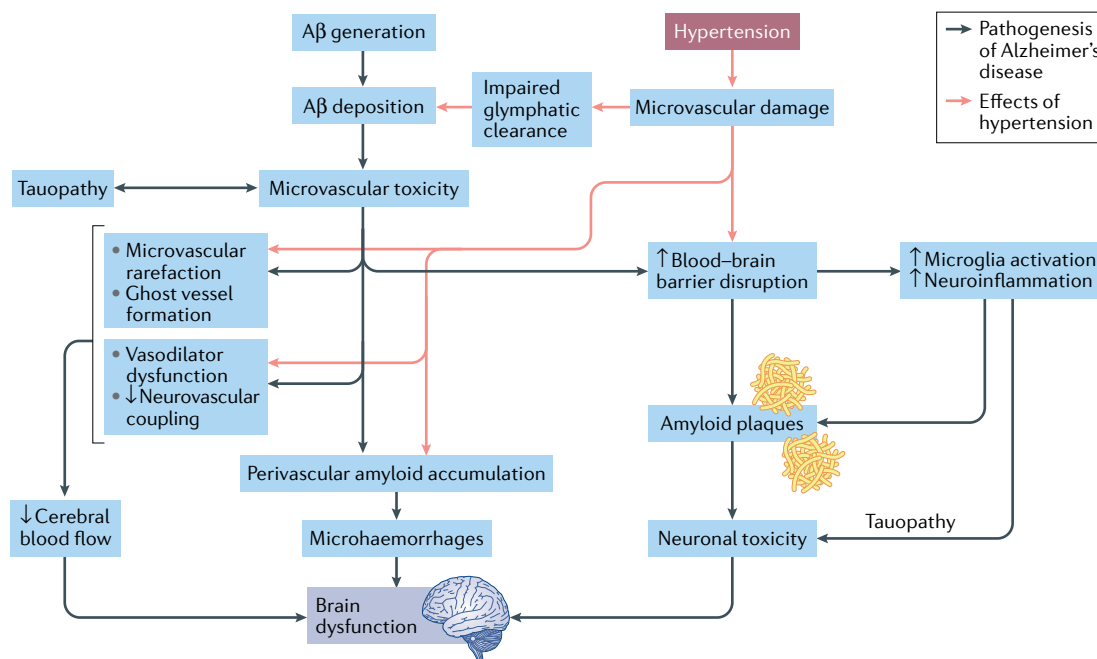 Aβ generation
Hypertension
Pathogenesis
of Alzheimer's
disease
Effects of
hypertension
Aβ deposition
Impaired
glymphatic
clearance
Microvascular damage
Tauopathy
Microvascular toxicity
• Microvascular
rarefaction
• Ghost vessel
formation
↑Blood–brain
barrier disruption
↑Microglia activation
↑Neuroinflammation
• Vasodilator
dysfunction
• ↓Neurovascular
coupling
Amyloid plaques
Perivascular amyloid accumulation
↓Cerebral
blood flow
Microhaemorrhages
Neuronal toxicity
Tauopathy
Brain
dysfunction